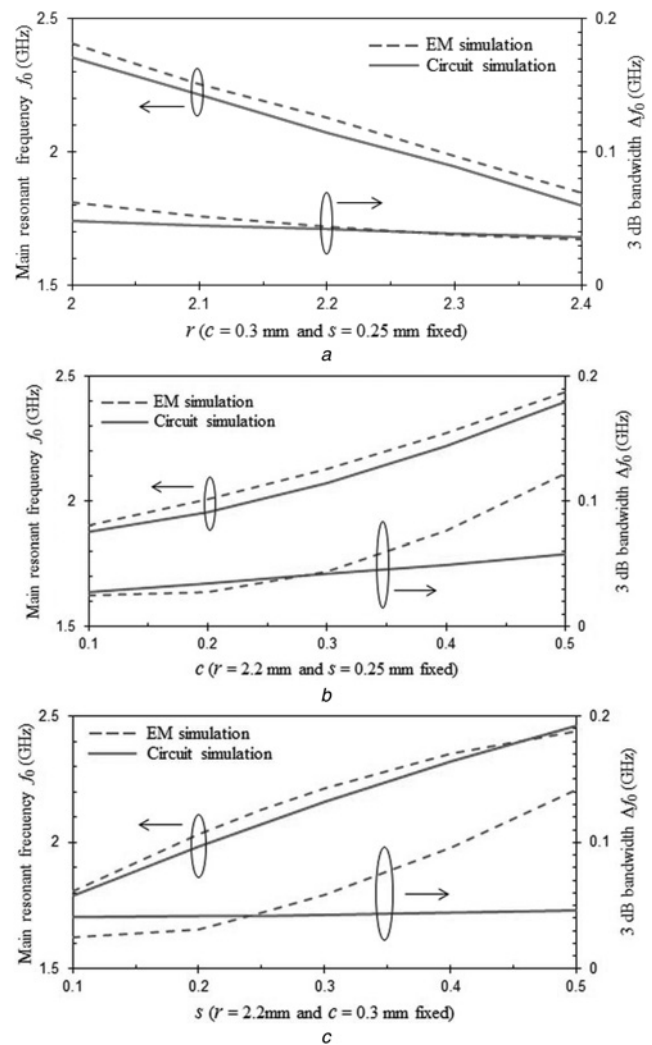 2.5
2
1.5
Main resonant frequency f0 (GHz)
EM simulation
Circuit simulation
0.2
0.1
0
3 dB bandwidth Δf0 (GHz)
2
2.1
2.2
2.3
2.4
r (c = 0.3 mm and s = 0.25 mm fixed)
a
2.5
2
1.5
Main resonant frequency f0 (GHz)
EM simulation
Circuit simulation
0.2
0.1
0
3 dB bandwidth Δf0 (GHz)
0.1
0.2
0.3
0.4
0.5
c (r = 2.2 mm and s = 0.25 mm fixed)
b
2.5
2
1.5
Main resonant frecuency f0 (GHz)
EM simulation
Circuit simulation
0.2
0.1
0
3 dB bandwidth Δf0 (GHz)
0.1
0.2
0.3
0.4
0.5
s (r = 2.2mm and c = 0.3 mm fixed)
c